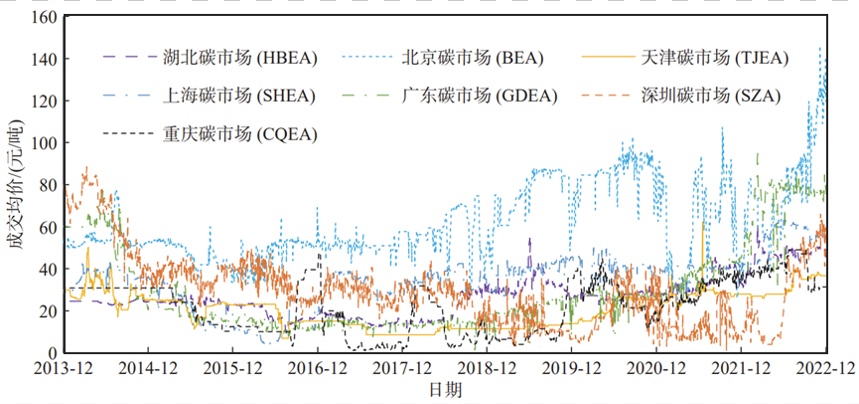 160
140
120
100
80
60
40
20
0
成交均价/(元/吨)
湖北碳市场 (HBEA) 北京碳市场 (BEA) 天津碳市场 (TJEA)
上海碳市场 (SHEA) 广东碳市场 (GDEA) 深圳碳市场 (SZA)
重庆碳市场 (CQEA)
2013-12 2014-12 2015-12 2016-12 2017-12 2018-12 2019-12 2020-12 2021-12 2022-12
日期